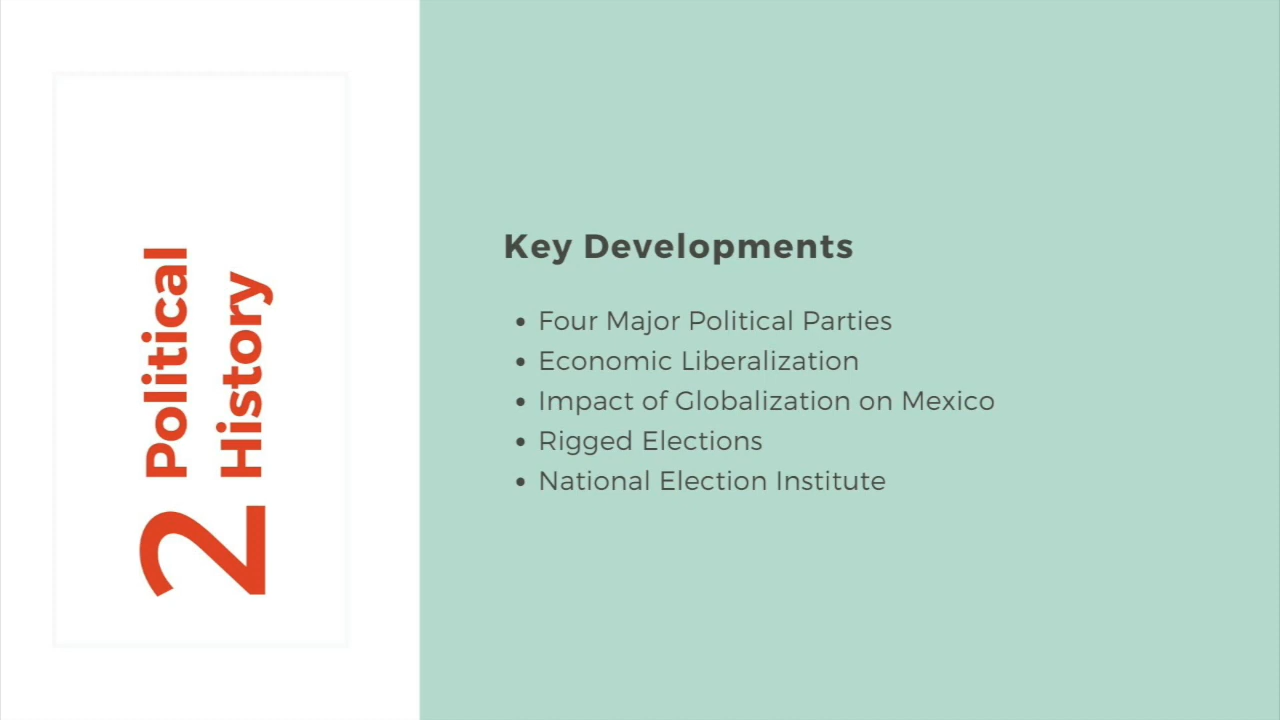 2 Political
History
Key Developments
• Four Major Political Parties
• Economic Liberalization
• Impact of Globalization on Mexico
• Rigged Elections
• National Election Institute